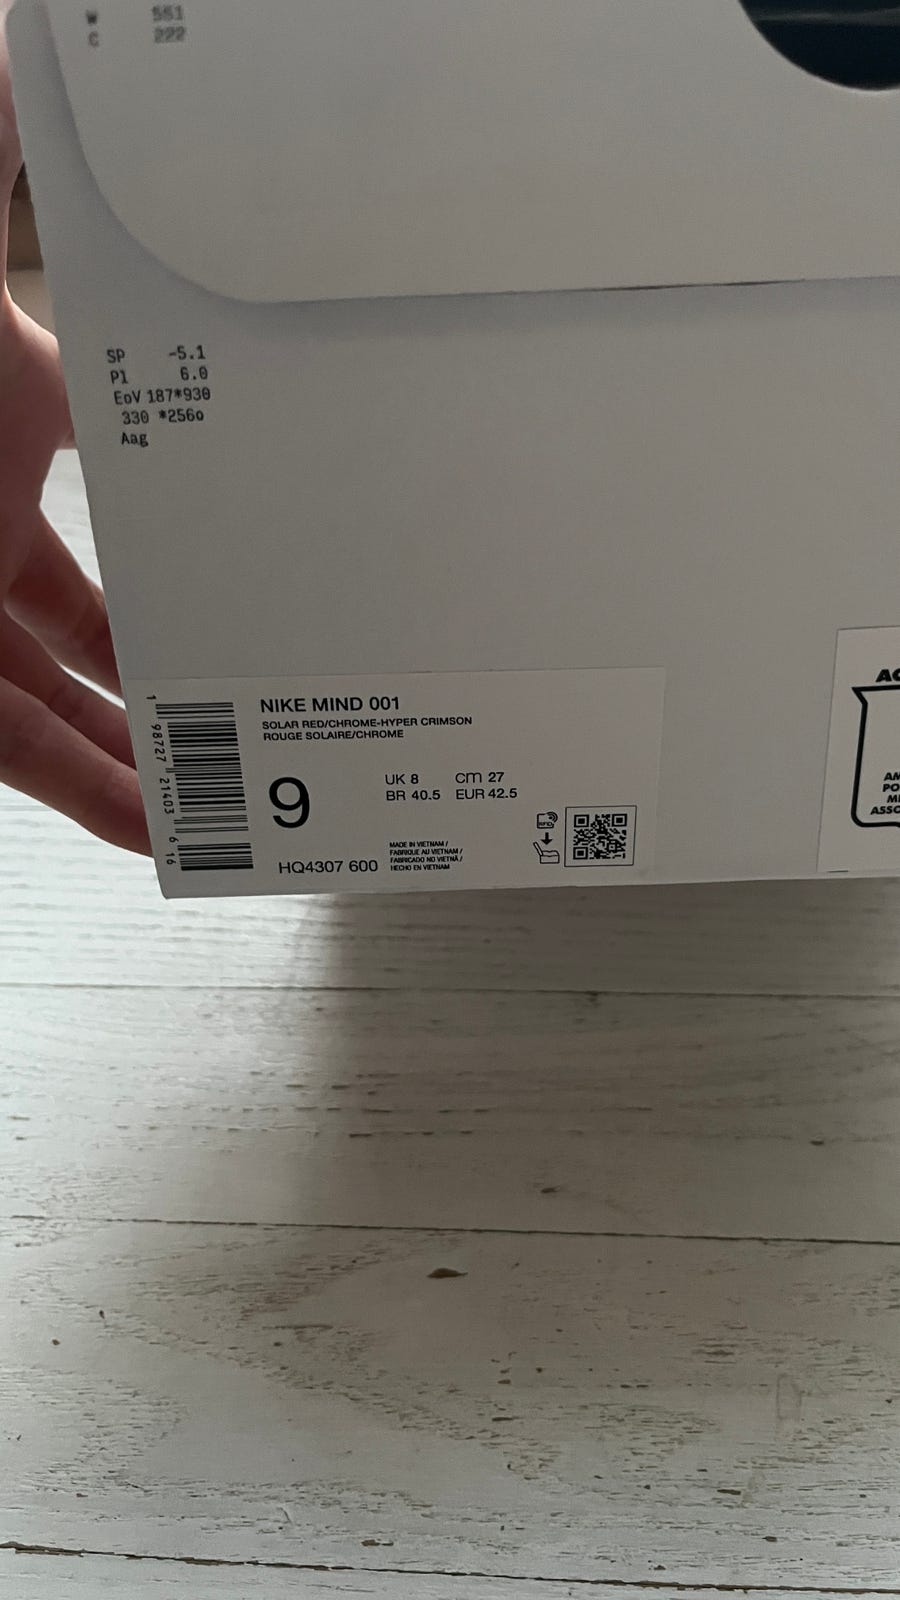 W 551
C 222
SP -5.1
Pl 6.0
EoV 187*930
330 *256o
Aag
NIKE MIND 001
SOLAR RED/CHROME-HYPER CRIMSON
ROUGE SOLAIRE/CHROME
9
UK 8 cm 27
BR 40.5 EUR 42.5
HQ4307 600
MADE IN VIETNAM /
FABRIQUE AU VIETNAM /
FABRICADO NO VIETNÃ /
HECHO EN VIETNAM
1 98727 21403 6 16